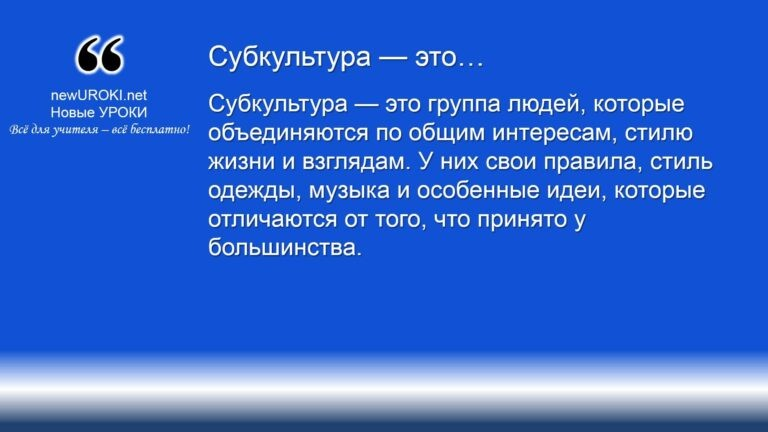 newUROKI.net
Новые УРОКИ
Всё для учителя – всё бесплатно!
Субкультура — это…
Субкультура — это группа людей, которые
объединяются по общим интересам, стилю
жизни и взглядам. У них свои правила, стиль
одежды, музыка и особенные идеи, которые
отличаются от того, что принято у
большинства.